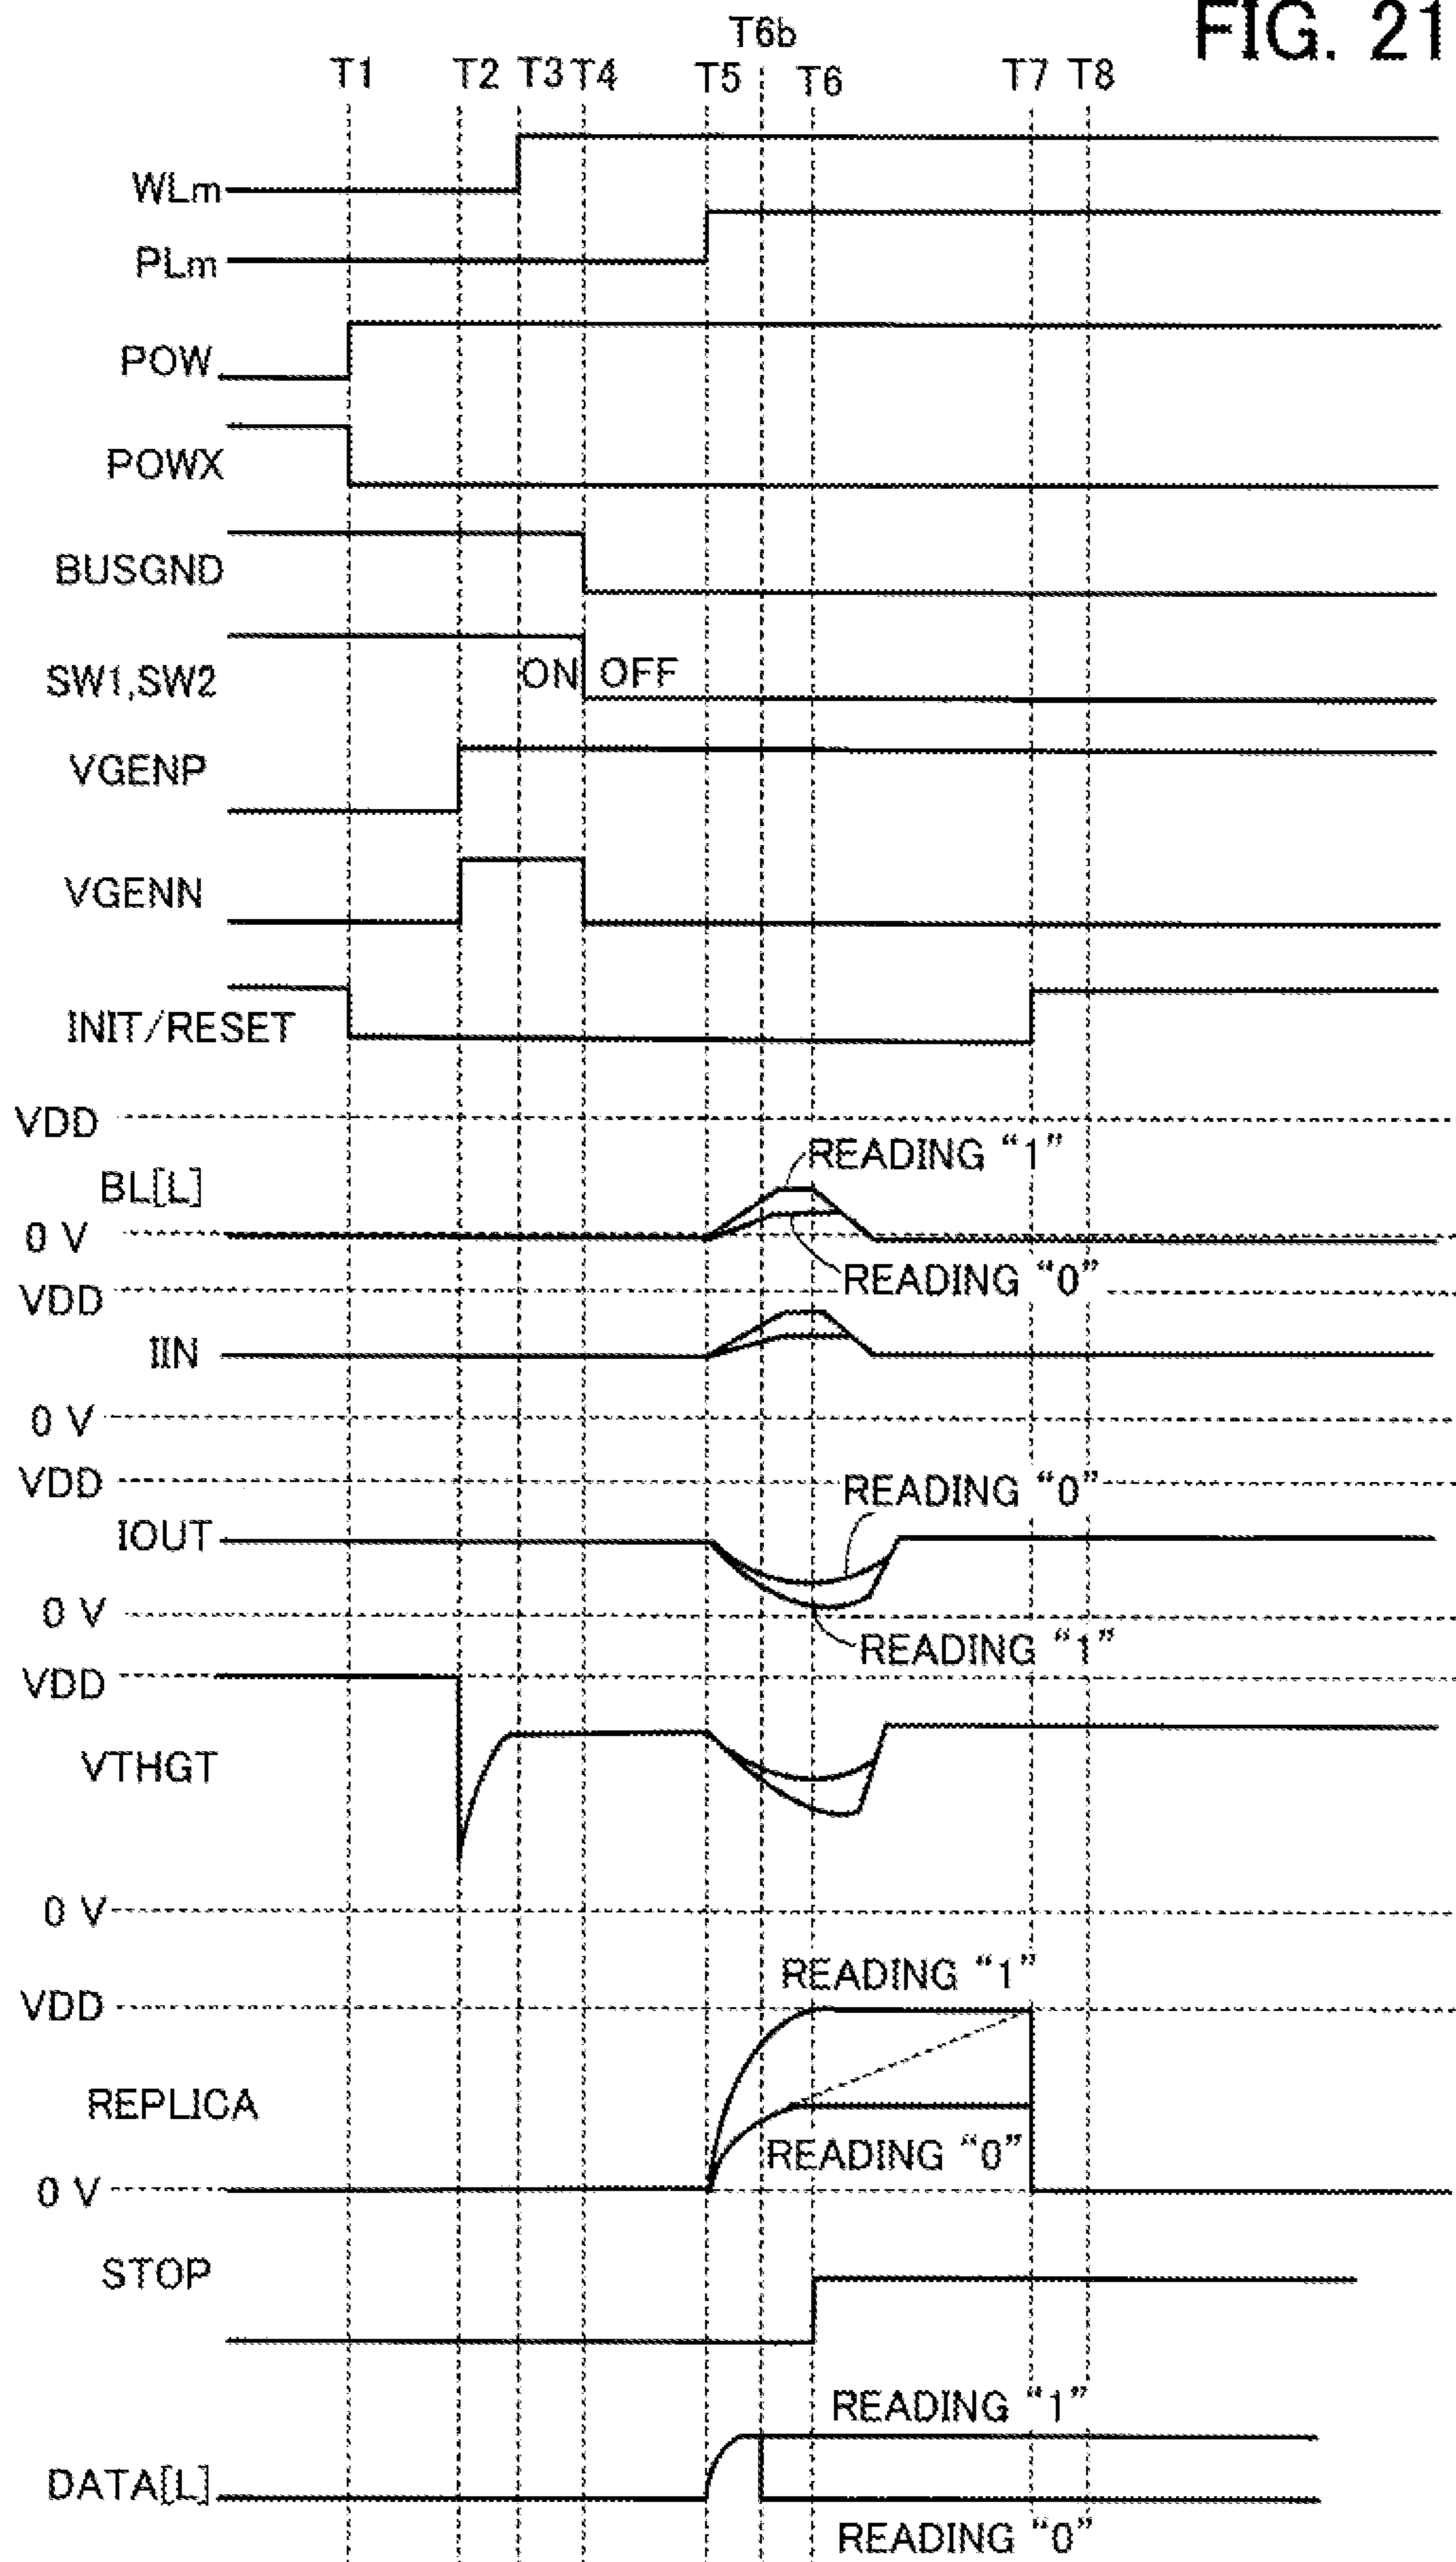 FIG. 21
T6b
T1 T2 T3 T4 T5 T6 T7 T8
WLm
PLm
POW
POWX
BUSGND
SW1,SW2 ON OFF
VGENP
VGENN
INIT/RESET
VDD
READING “1”
BL[L]
0 V
READING “0”
VDD
IIN
0 V
VDD
READING “0”
IOUT
0 V
READING “1”
VDD
VTHGT
0 V
READING “1”
VDD
REPLICA
READING “0”
0 V
STOP
READING “1”
DATA[L]
READING “0”